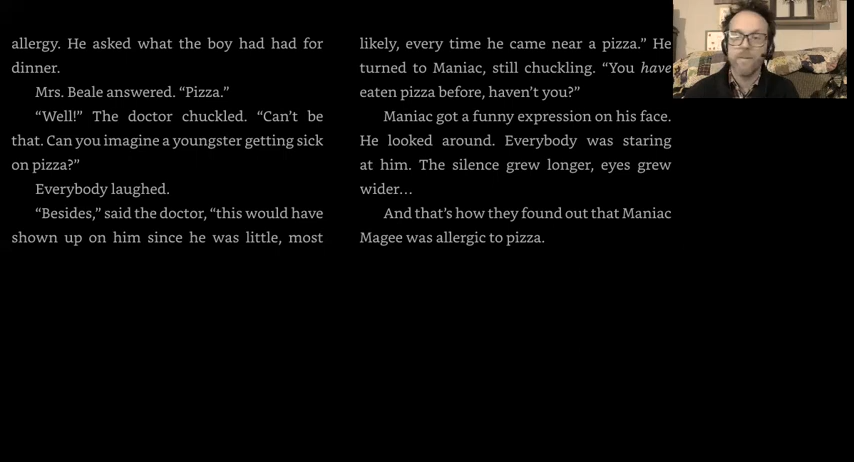 allergy. He asked what the boy had had for
dinner.
Mrs. Beale answered. “Pizza.”
“Well!” The doctor chuckled. “Can’t be
that. Can you imagine a youngster getting sick
on pizza?”
Everybody laughed.
“Besides,” said the doctor, “this would have
shown up on him since he was little, most
likely, every time he came near a pizza.” He
turned to Maniac, still chuckling. “You have
eaten pizza before, haven’t you?”
Maniac got a funny expression on his face.
He looked around. Everybody was staring
at him. The silence grew longer, eyes grew
wider…
And that’s how they found out that Maniac
Magee was allergic to pizza.